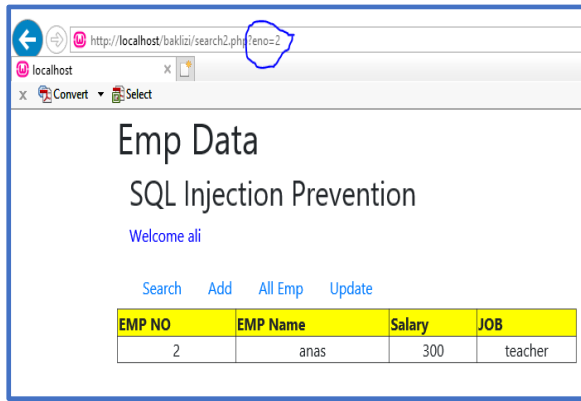 http://localhost/baklizi/search2.php?eno=2
localhost
x Convert Select
Emp Data
SQL Injection Prevention
Welcome ali
Search Add All Emp Update
EMP NO EMP Name Salary JOB
2 anas 300 teacher